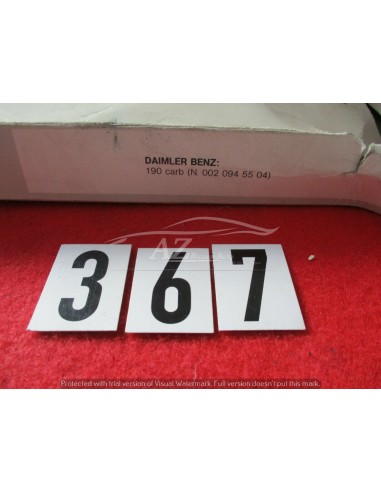 DAIMLER BENZ:
190 carb (N. 002 094 55 04)
AZ
3 6 7
Protected with trial version of Visual Watermark. Full version doesn't put this mark.